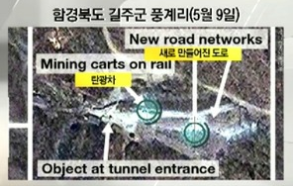 함경북도 길주군 풍계리(5월 9일)
New road networks
새로 만들어진 도로
Mining carts on rail
탄광차
Object at tunnel entrance